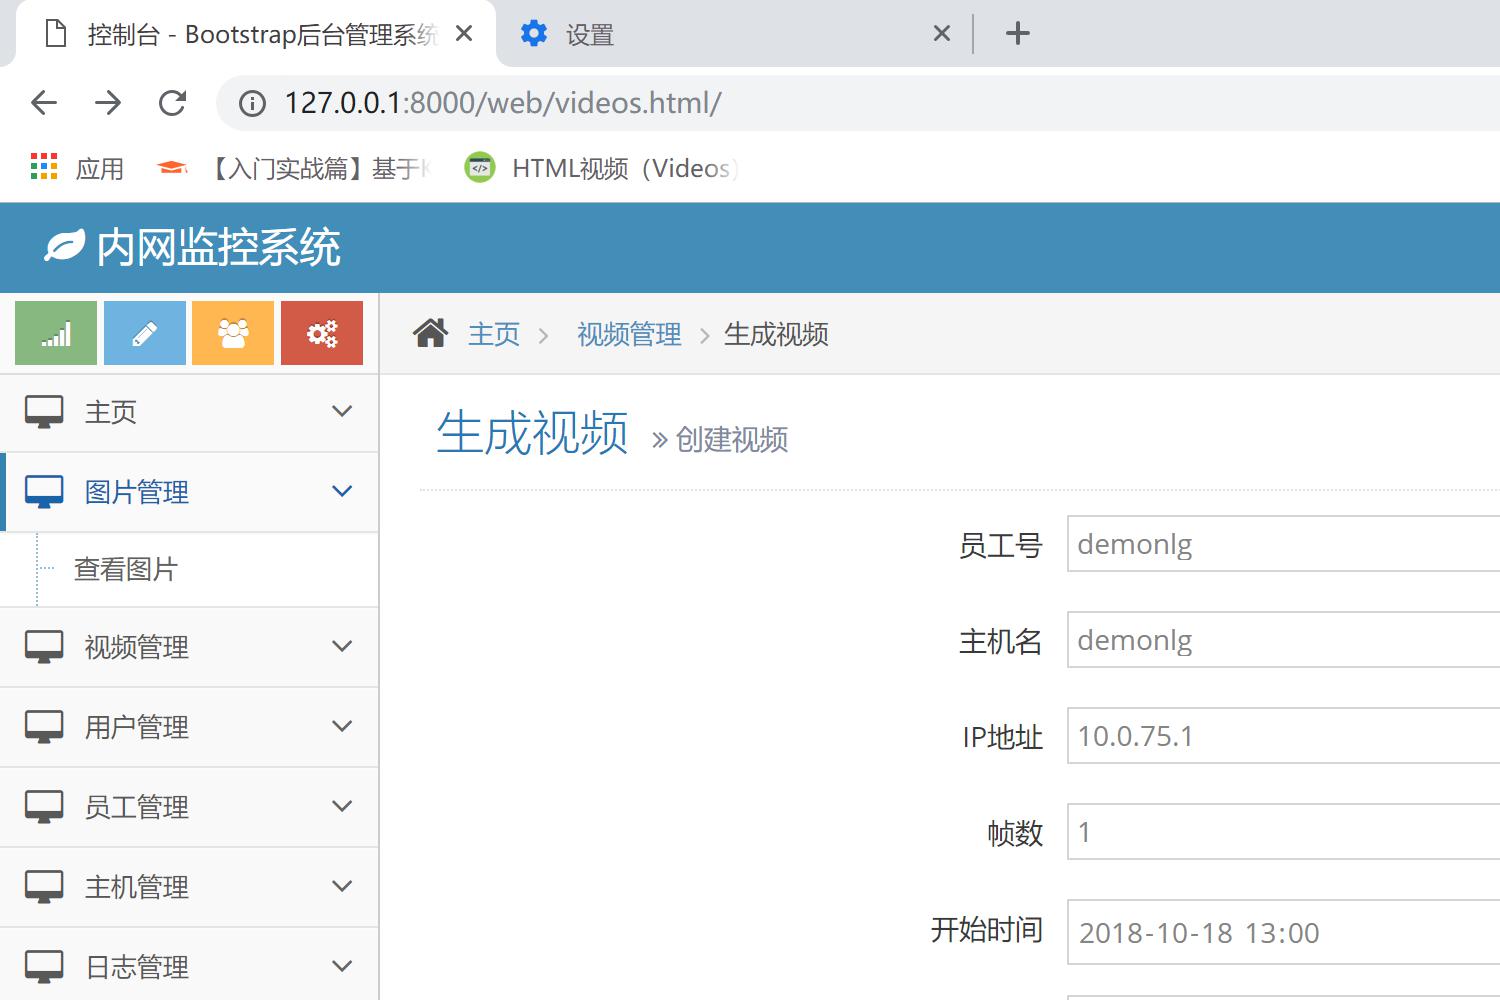 控制台 - Bootstrap后台管理系统
设置
127.0.0.1:8000/web/videos.html/
应用
【入门实战篇】基于
HTML视频（Videos）
内网监控系统
主页
视频管理
生成视频
主页
生成视频 » 创建视频
图片管理
查看图片
视频管理
用户管理
员工管理
主机管理
日志管理
员工号 demonlg
主机名 demonlg
IP地址 10.0.75.1
帧数 1
开始时间 2018-10-18 13:00